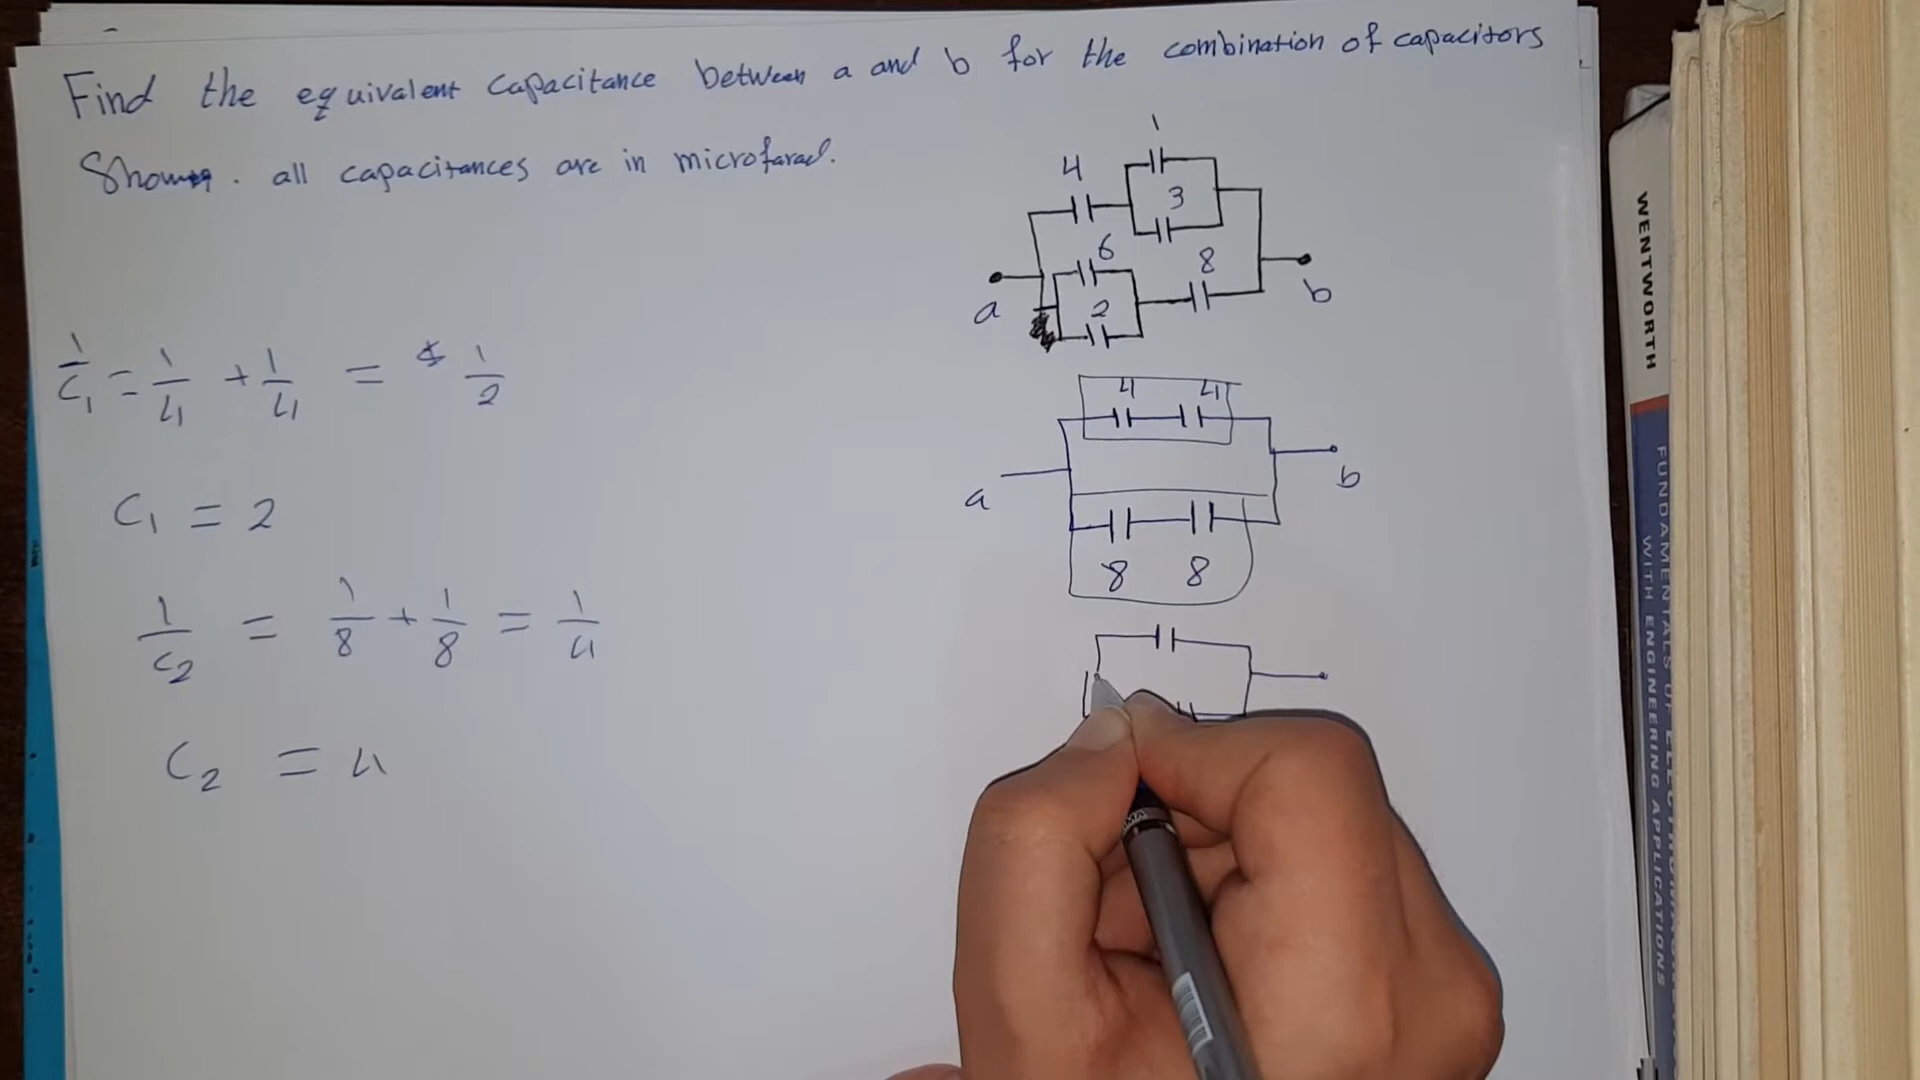 Find the equivalent capacitance between a and b for the combination of capacitors
Shown. all capacitances are in microfarad.
1
4
3
6
8
2
a
b
1/C1 = 1/4 + 1/4 = 1/2
4 4
a
b
C1 = 2
8 8
1/C2 = 1/8 + 1/8 = 1/4
C2 = 4
WENTWORTH
FUNDAMENTALS OF ELECTROMAGNETICS
WITH ENGINEERING APPLICATIONS